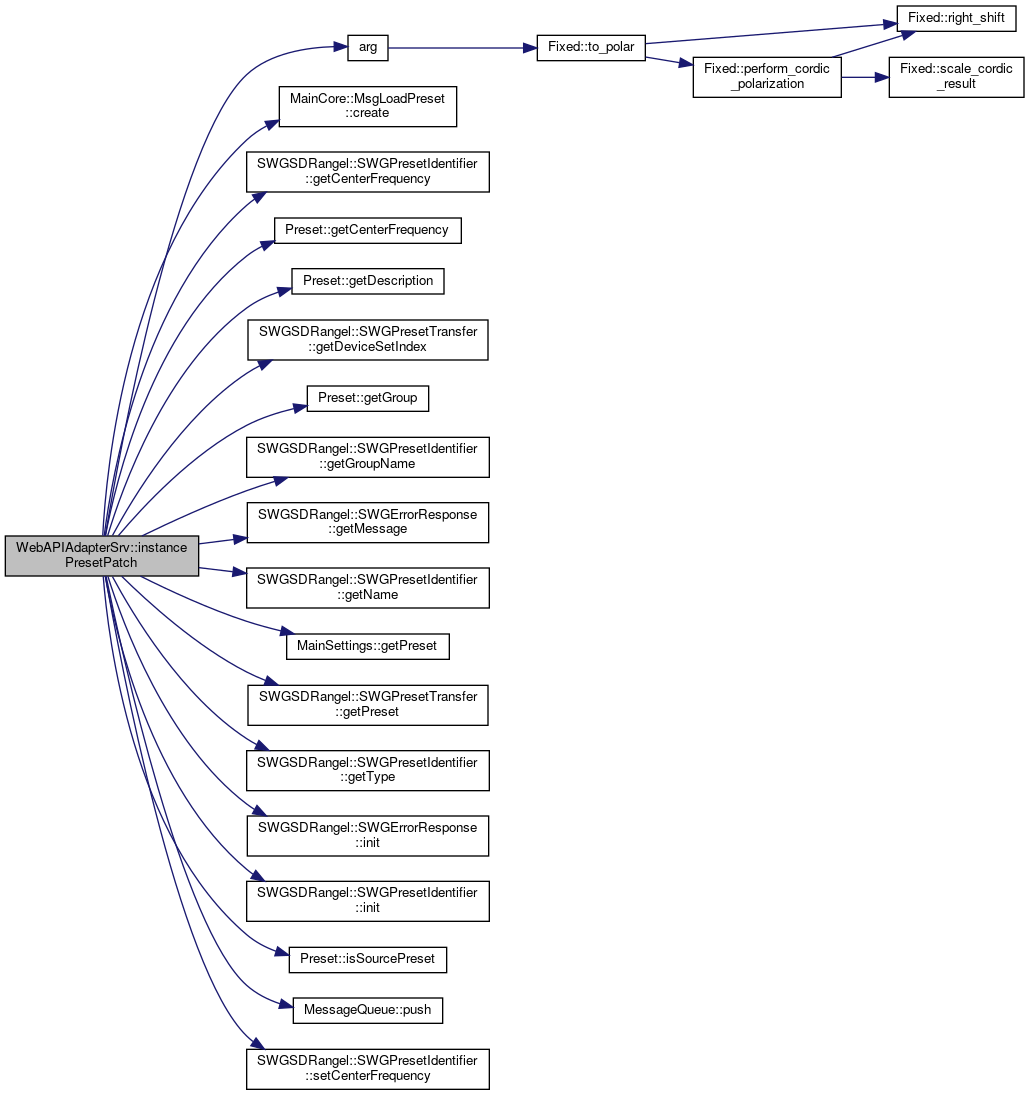 WebAPIAdapterSrv::instance
PresetPatch
arg
Fixed::to_polar
Fixed::right_shift
Fixed::perform_cordic
_polarization
Fixed::scale_cordic
_result
MainCore::MsgLoadPreset
::create
SWGSDRangel::SWGPresetIdentifier
::getCenterFrequency
Preset::getCenterFrequency
Preset::getDescription
SWGSDRangel::SWGPresetTransfer
::getDeviceSetIndex
Preset::getGroup
SWGSDRangel::SWGPresetIdentifier
::getGroupName
SWGSDRangel::SWGErrorResponse
::getMessage
SWGSDRangel::SWGPresetIdentifier
::getName
MainSettings::getPreset
SWGSDRangel::SWGPresetTransfer
::getPreset
SWGSDRangel::SWGPresetIdentifier
::getType
SWGSDRangel::SWGErrorResponse
::init
SWGSDRangel::SWGPresetIdentifier
::init
Preset::isSourcePreset
MessageQueue::push
SWGSDRangel::SWGPresetIdentifier
::setCenterFrequency